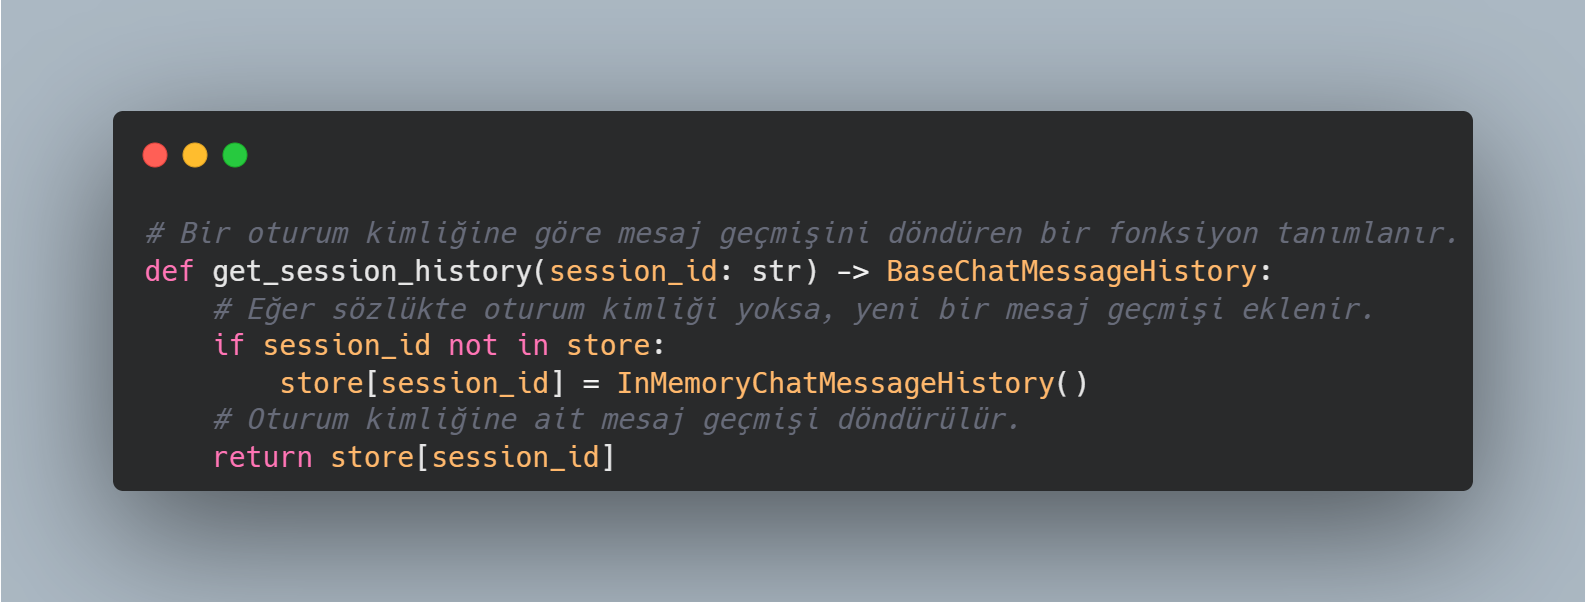 # Bir oturum kimliğine göre mesaj geçmişini döndüren bir fonksiyon tanımlanır.
def get_session_history(session_id: str) -> BaseChatMessageHistory:
    # Eğer sözlükte oturum kimliği yoksa, yeni bir mesaj geçmişi eklenir.
    if session_id not in store:
        store[session_id] = InMemoryChatMessageHistory()
    # Oturum kimliğine ait mesaj geçmişi döndürülür.
    return store[session_id]